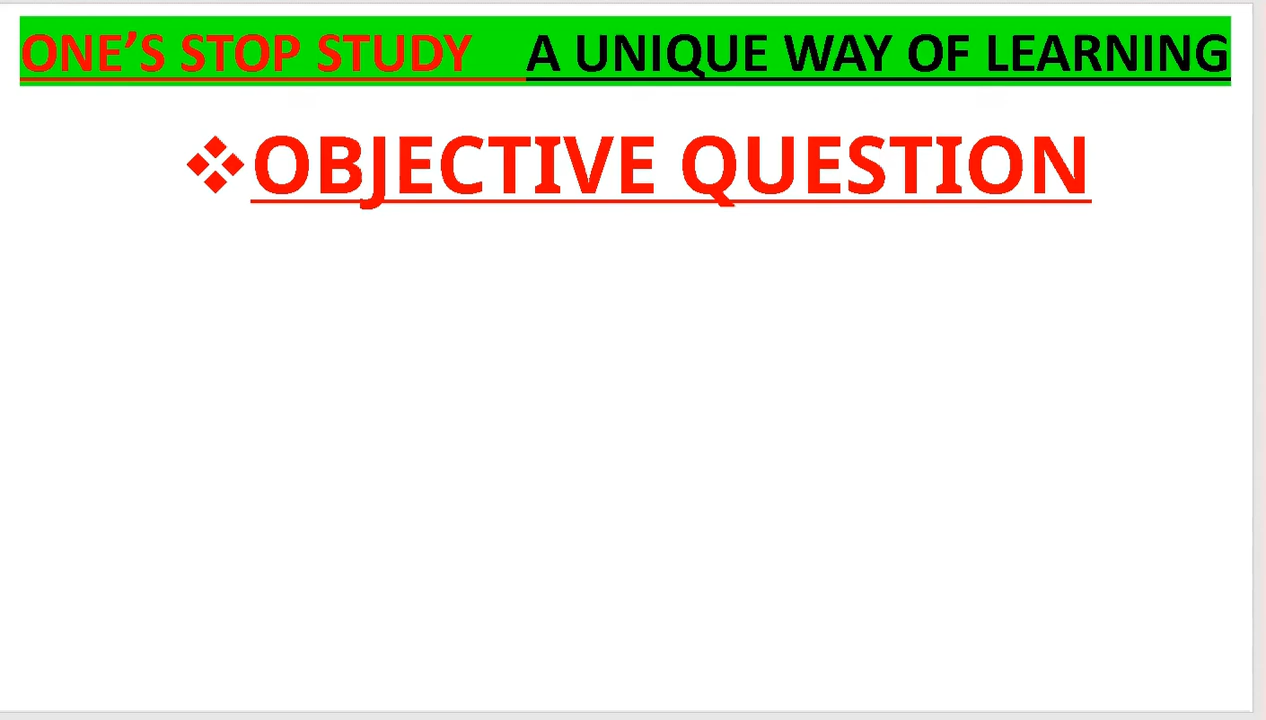 ONE’S STOP STUDY A UNIQUE WAY OF LEARNING
❖OBJECTIVE QUESTION